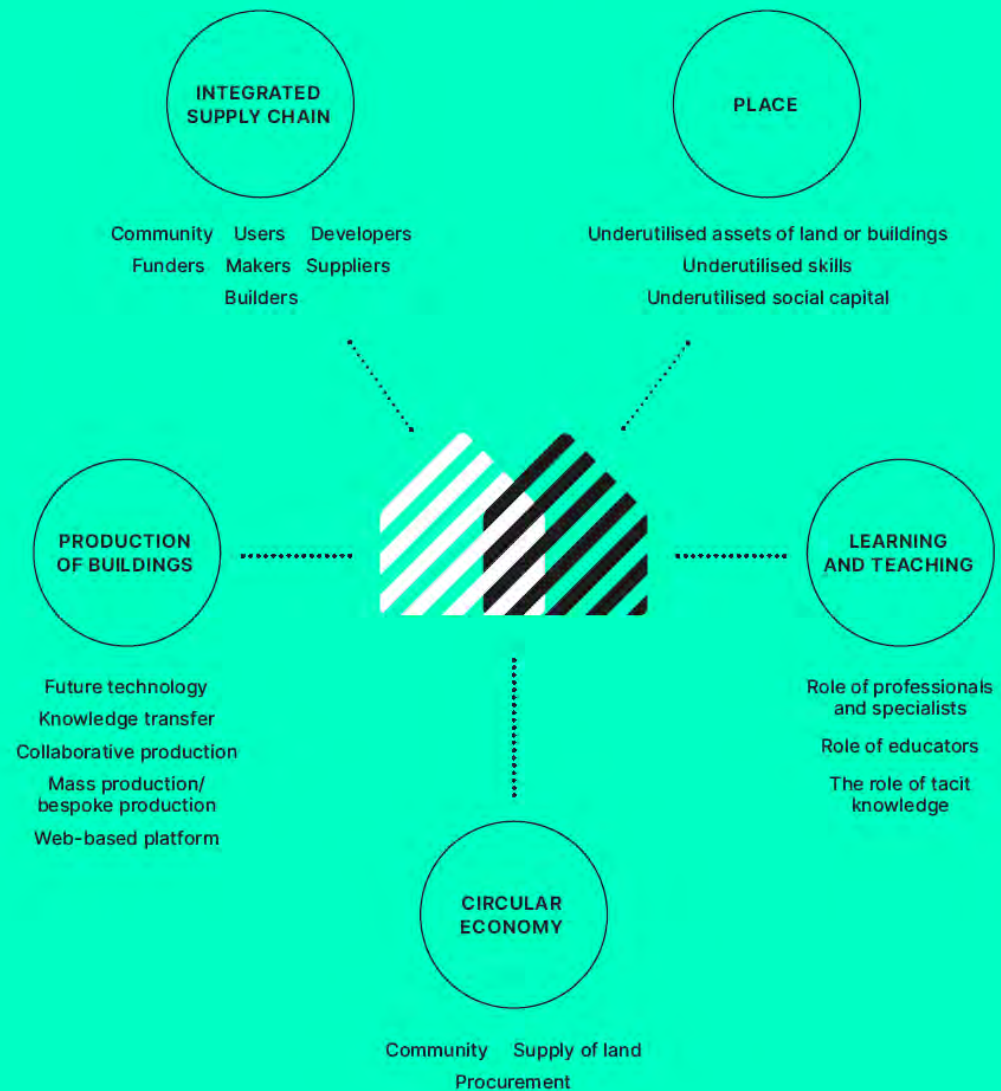 INTEGRATED
SUPPLY CHAIN
Community Users Developers
Funders Makers Suppliers
Builders
PLACE
Underutilised assets of land or buildings
Underutilised skills
Underutilised social capital
PRODUCTION
OF BUILDINGS
Future technology
Knowledge transfer
Collaborative production
Mass production/
bespoke production
Web-based platform
LEARNING
AND TEACHING
Role of professionals
and specialists
Role of educators
The role of tacit
knowledge
CIRCULAR
ECONOMY
Community Supply of land
Procurement